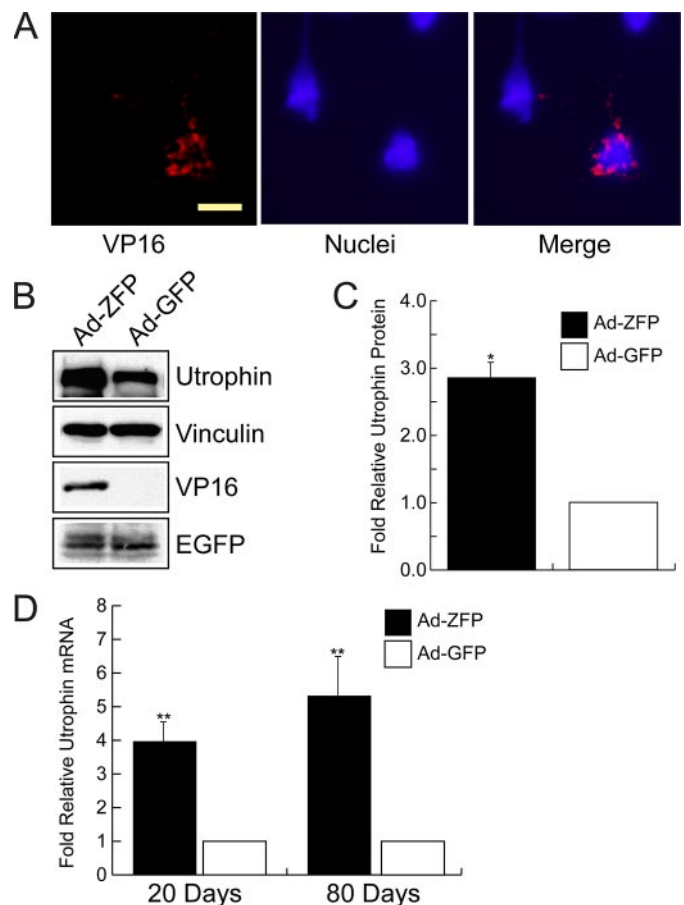 A
VP16
Nuclei
Merge
B
Ad-ZFP
Ad-GFP
Utrophin
Vinculin
VP16
EGFP
C
Fold Relative Utrophin Protein
4.0
3.0
2.0
1.0
0.0
*
Ad-ZFP
Ad-GFP
D
Fold Relative Utrophin mRNA
8
7
6
5
4
3
2
1
0
**
**
Ad-ZFP
Ad-GFP
20 Days
80 Days